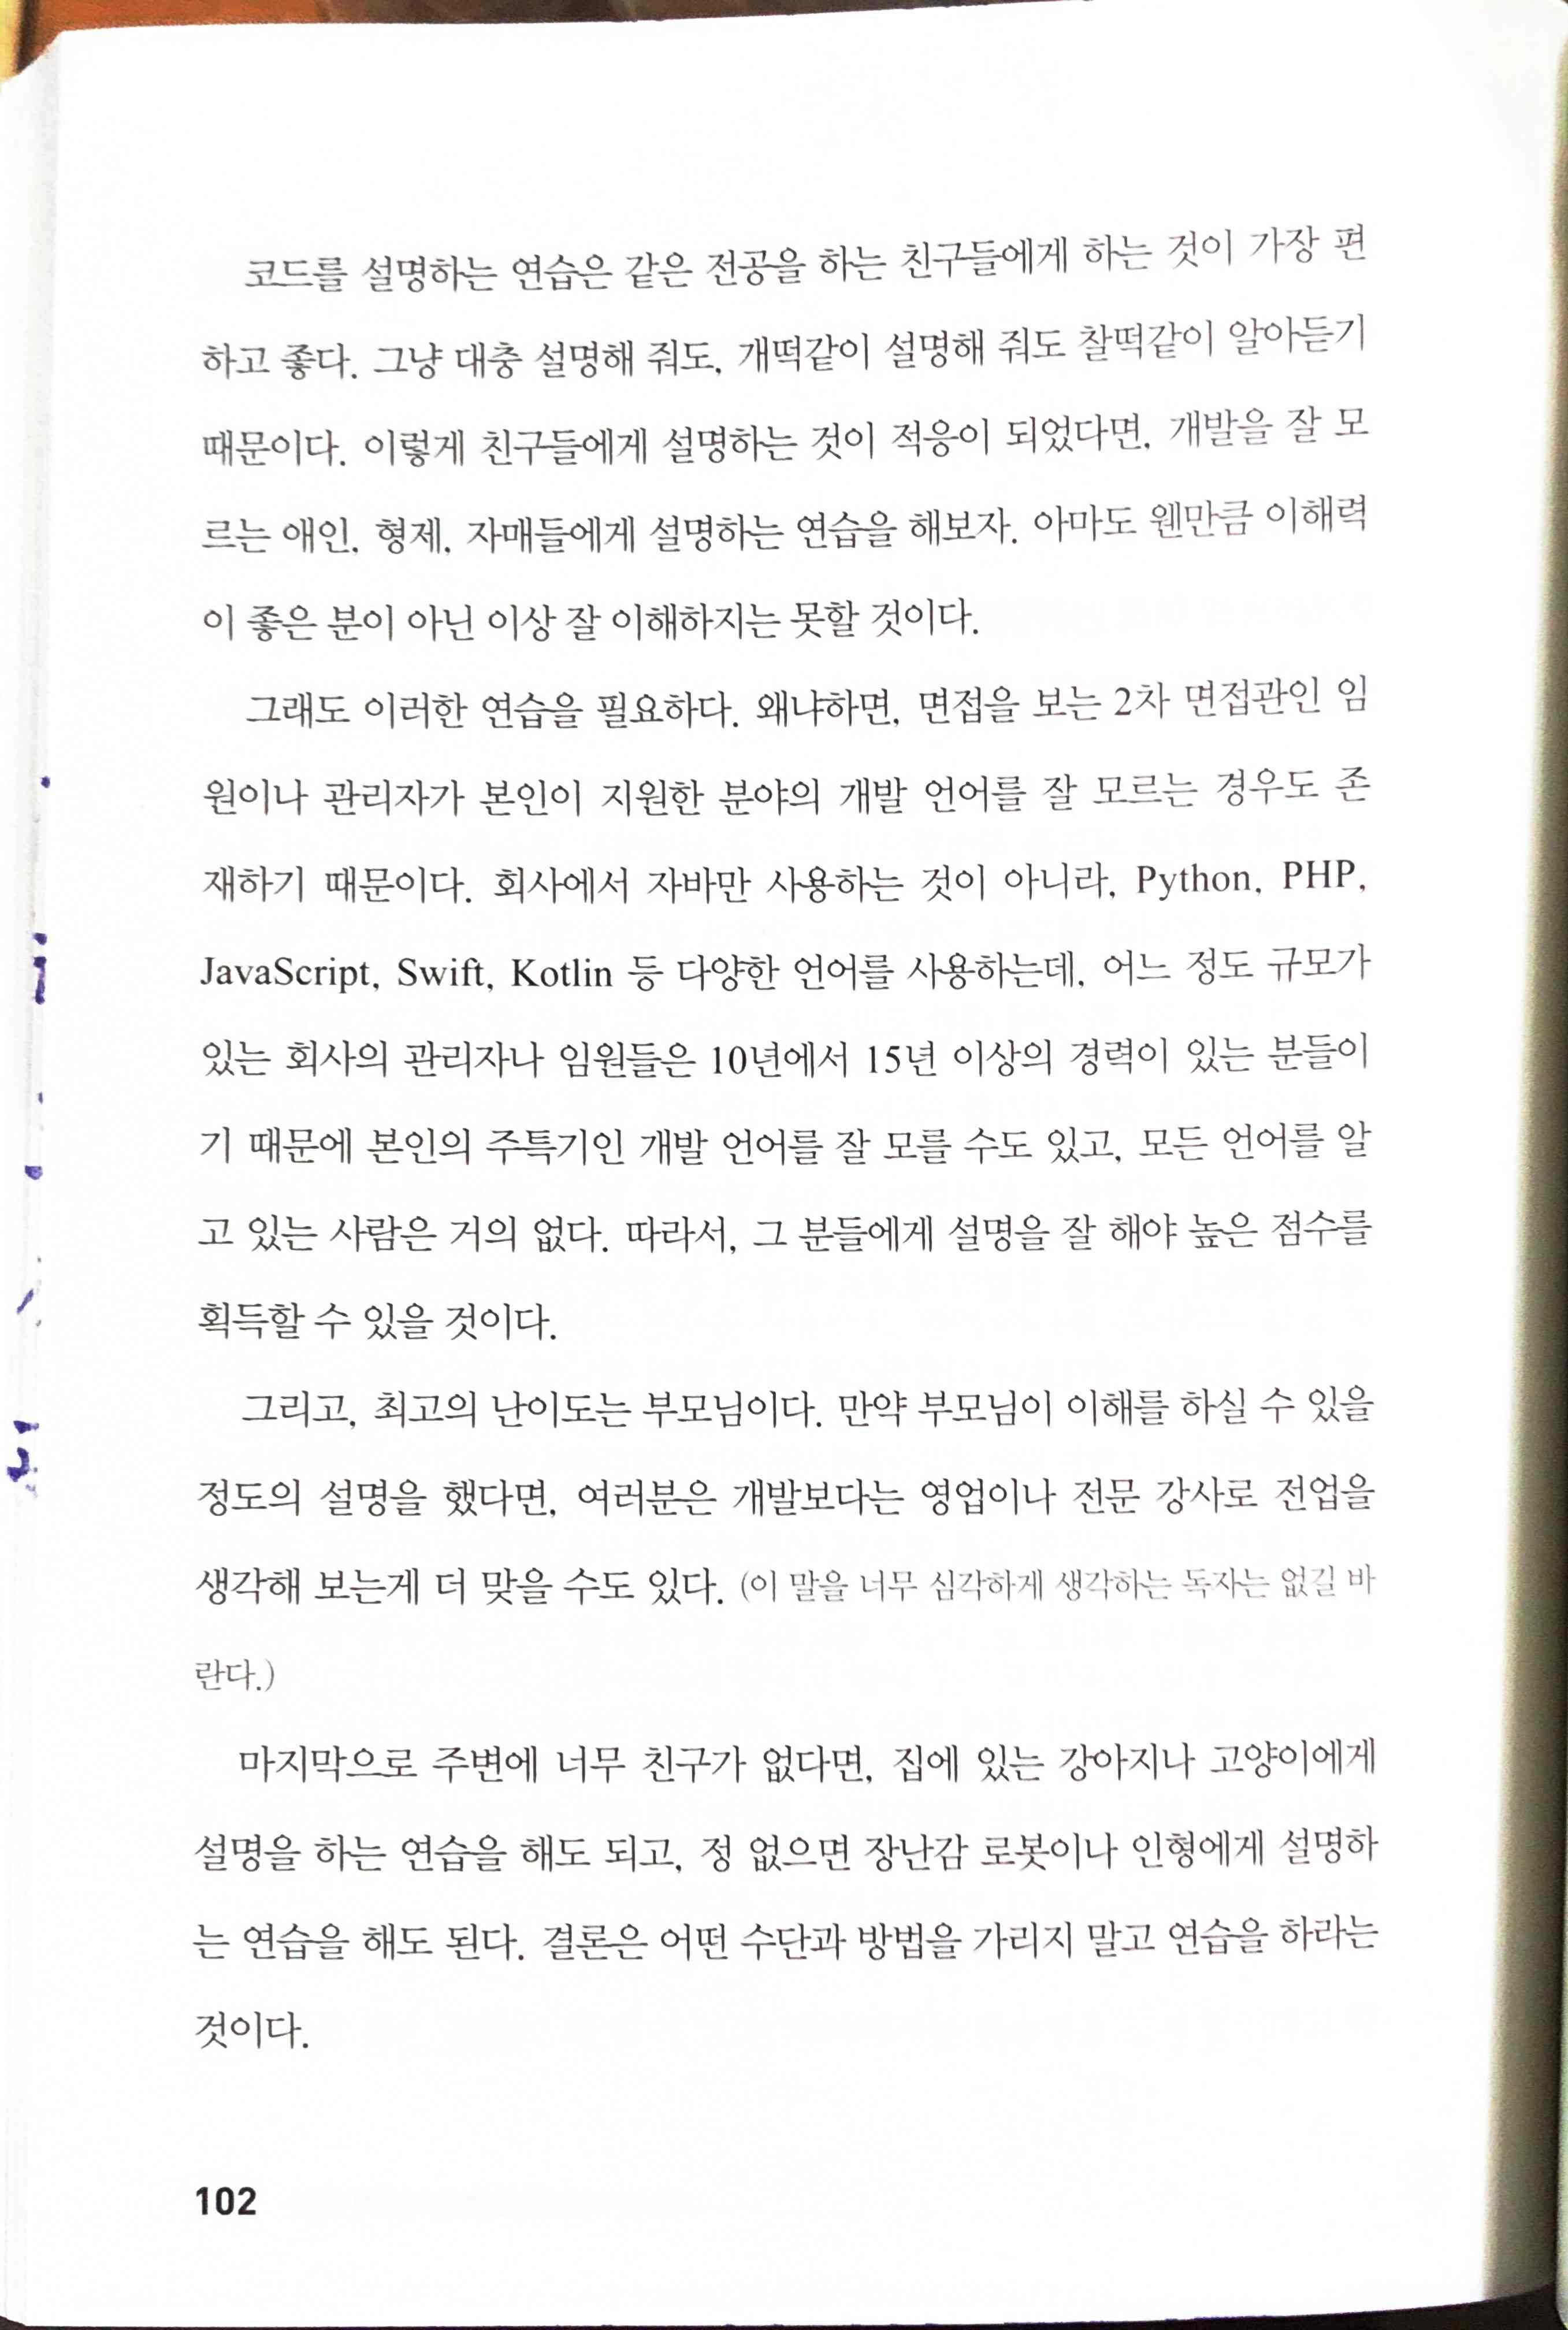 코드를 설명하는 연습은 같은 전공을 하는 친구들에게 하는 것이 가장 편
하고 좋다. 그냥 대충 설명해 줘도, 개떡같이 설명해 줘도 찰떡같이 알아듣기
때문이다. 이렇게 친구들에게 설명하는 것이 적응이 되었다면, 개발을 잘 모
르는 애인, 형제, 자매들에게 설명하는 연습을 해보자. 아마도 웬만큼 이해력
이 좋은 분이 아닌 이상 잘 이해하지는 못할 것이다.
그래도 이러한 연습을 필요하다. 왜냐하면, 면접을 보는 2차 면접관인 임
원이나 관리자가 본인이 지원한 분야의 개발 언어를 잘 모르는 경우도 존
재하기 때문이다. 회사에서 자바만 사용하는 것이 아니라, Python, PHP,
JavaScript, Swift, Kotlin 등 다양한 언어를 사용하는데, 어느 정도 규모가
있는 회사의 관리자나 임원들은 10년에서 15년 이상의 경력이 있는 분들이
기 때문에 본인의 주특기인 개발 언어를 잘 모를 수도 있고, 모든 언어를 알
고 있는 사람은 거의 없다. 따라서, 그 분들에게 설명을 잘 해야 높은 점수를
획득할 수 있을 것이다.
그리고, 최고의 난이도는 부모님이다. 만약 부모님이 이해를 하실 수 있을
정도의 설명을 했다면, 여러분은 개발보다는 영업이나 전문 강사로 전업을
생각해 보는게 더 맞을 수도 있다. (이 말을 너무 심각하게 생각하는 독자는 없길 바
란다.)
마지막으로 주변에 너무 친구가 없다면, 집에 있는 강아지나 고양이에게
설명을 하는 연습을 해도 되고, 정 없으면 장난감 로봇이나 인형에게 설명하
는 연습을 해도 된다. 결론은 어떤 수단과 방법을 가리지 말고 연습을 하라는
것이다.
102